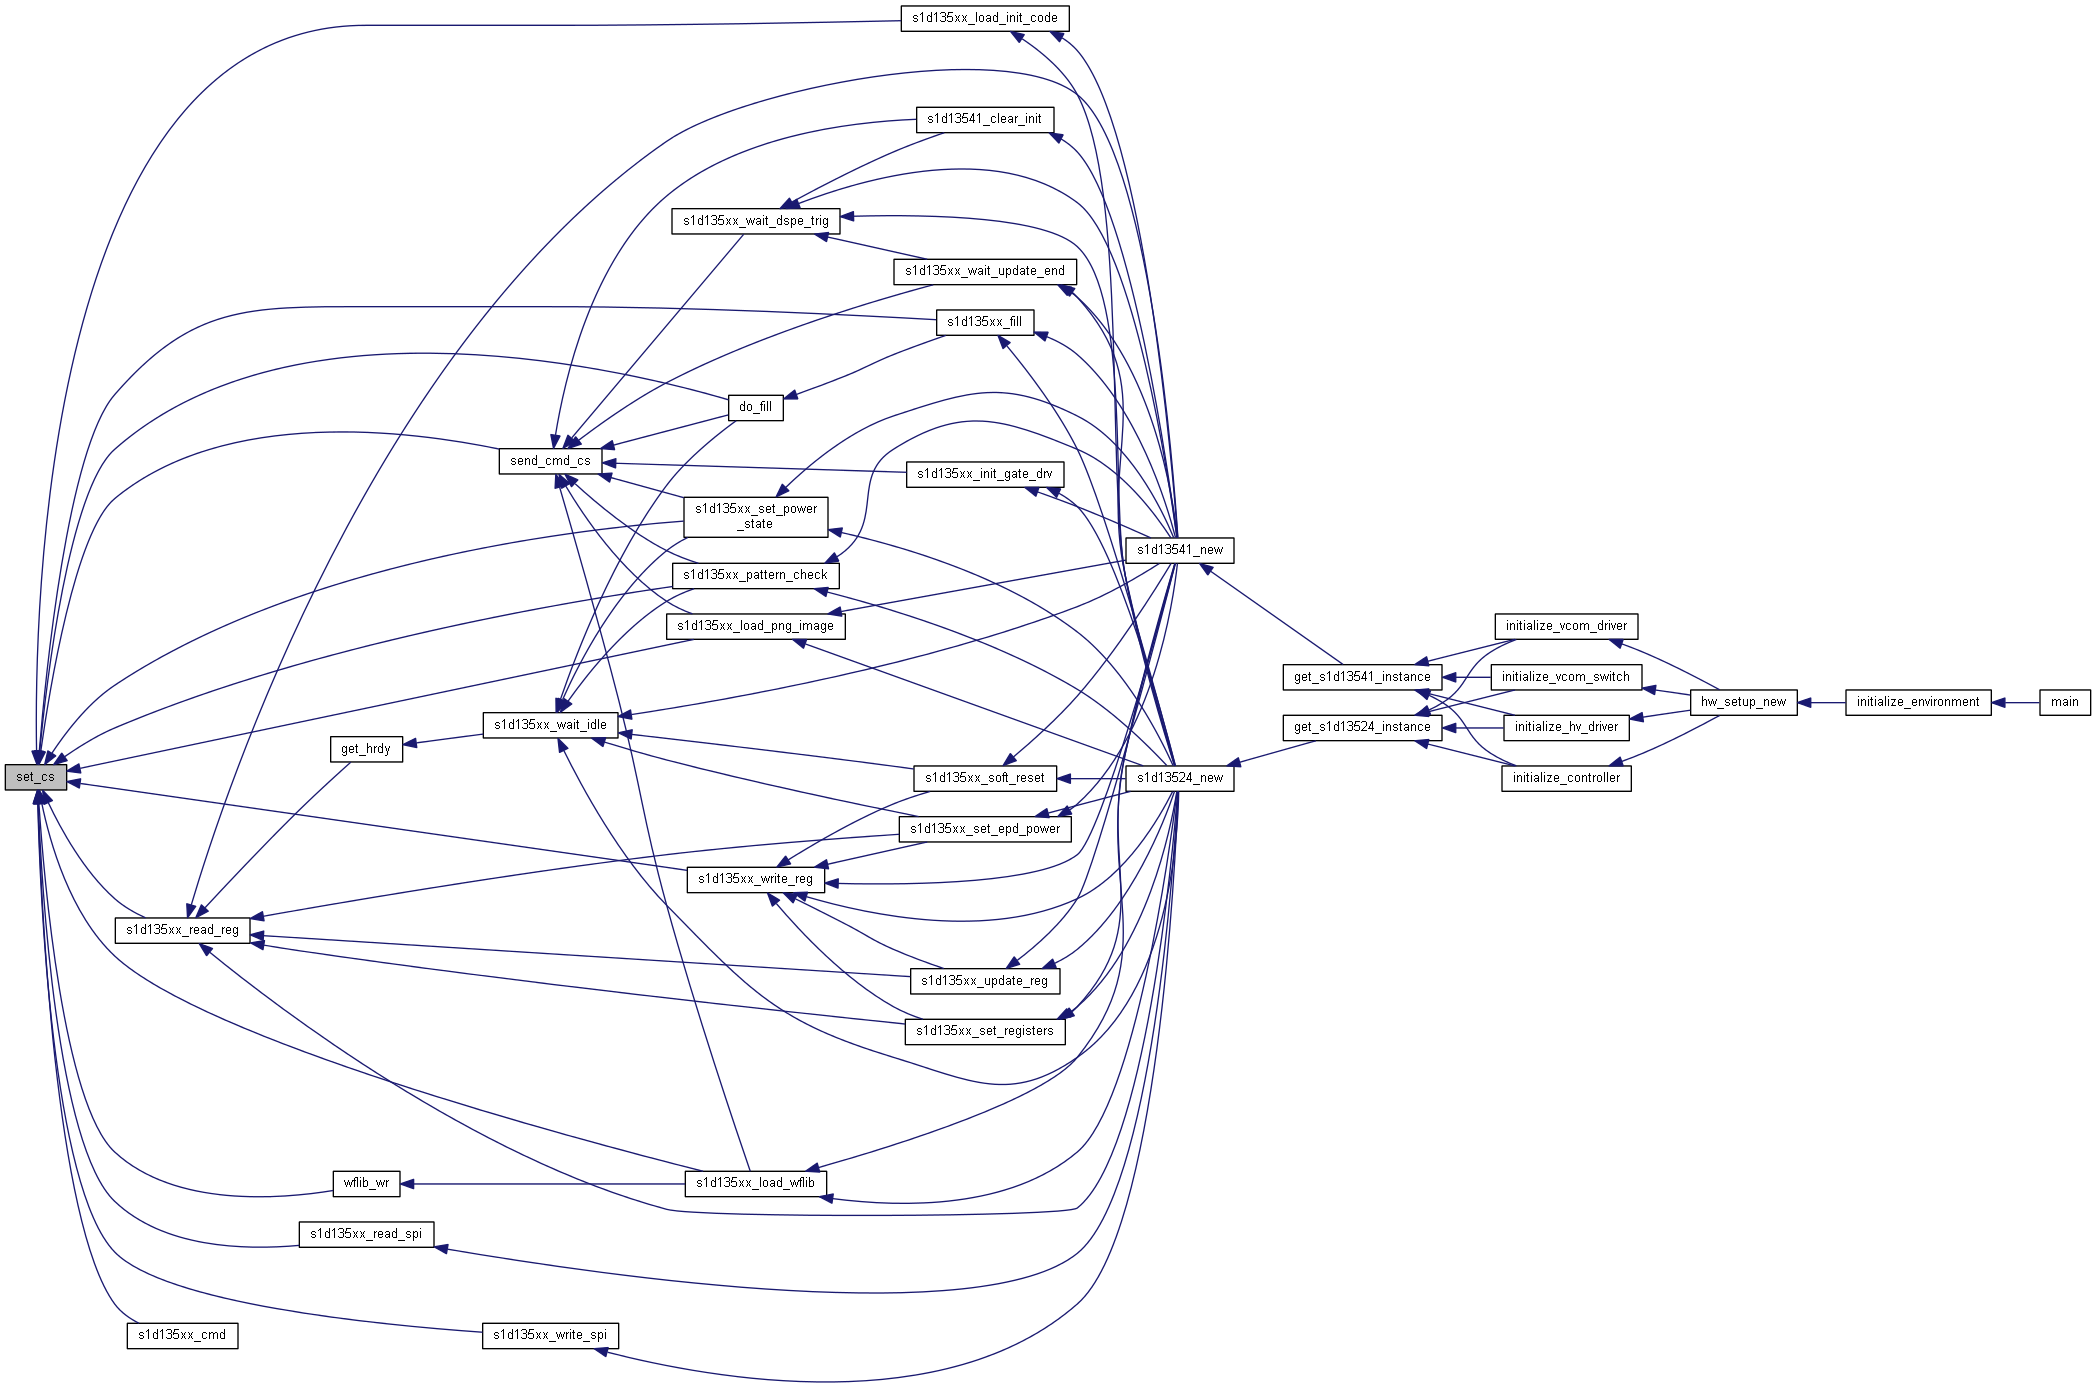 s1d135xx_load_init_code
s1d13541_clear_init
s1d135xx_wait_dspe_trig
s1d135xx_wait_update_end
s1d135xx_fill
do_fill
send_cmd_cs
s1d135xx_init_gate_drv
s1d135xx_set_power
_state
s1d13541_new
s1d135xx_pattern_check
s1d135xx_load_png_image
initialize_vcom_driver
get_s1d13541_instance
initialize_vcom_switch
hw_setup_new
initialize_environment
main
s1d135xx_wait_idle
get_s1d13524_instance
initialize_hv_driver
get_hrdy
set_cs
s1d135xx_soft_reset
s1d13524_new
initialize_controller
s1d135xx_set_epd_power
s1d135xx_write_reg
s1d135xx_read_reg
s1d135xx_update_reg
s1d135xx_set_registers
wflib_wr
s1d135xx_load_wflib
s1d135xx_read_spi
s1d135xx_cmd
s1d135xx_write_spi